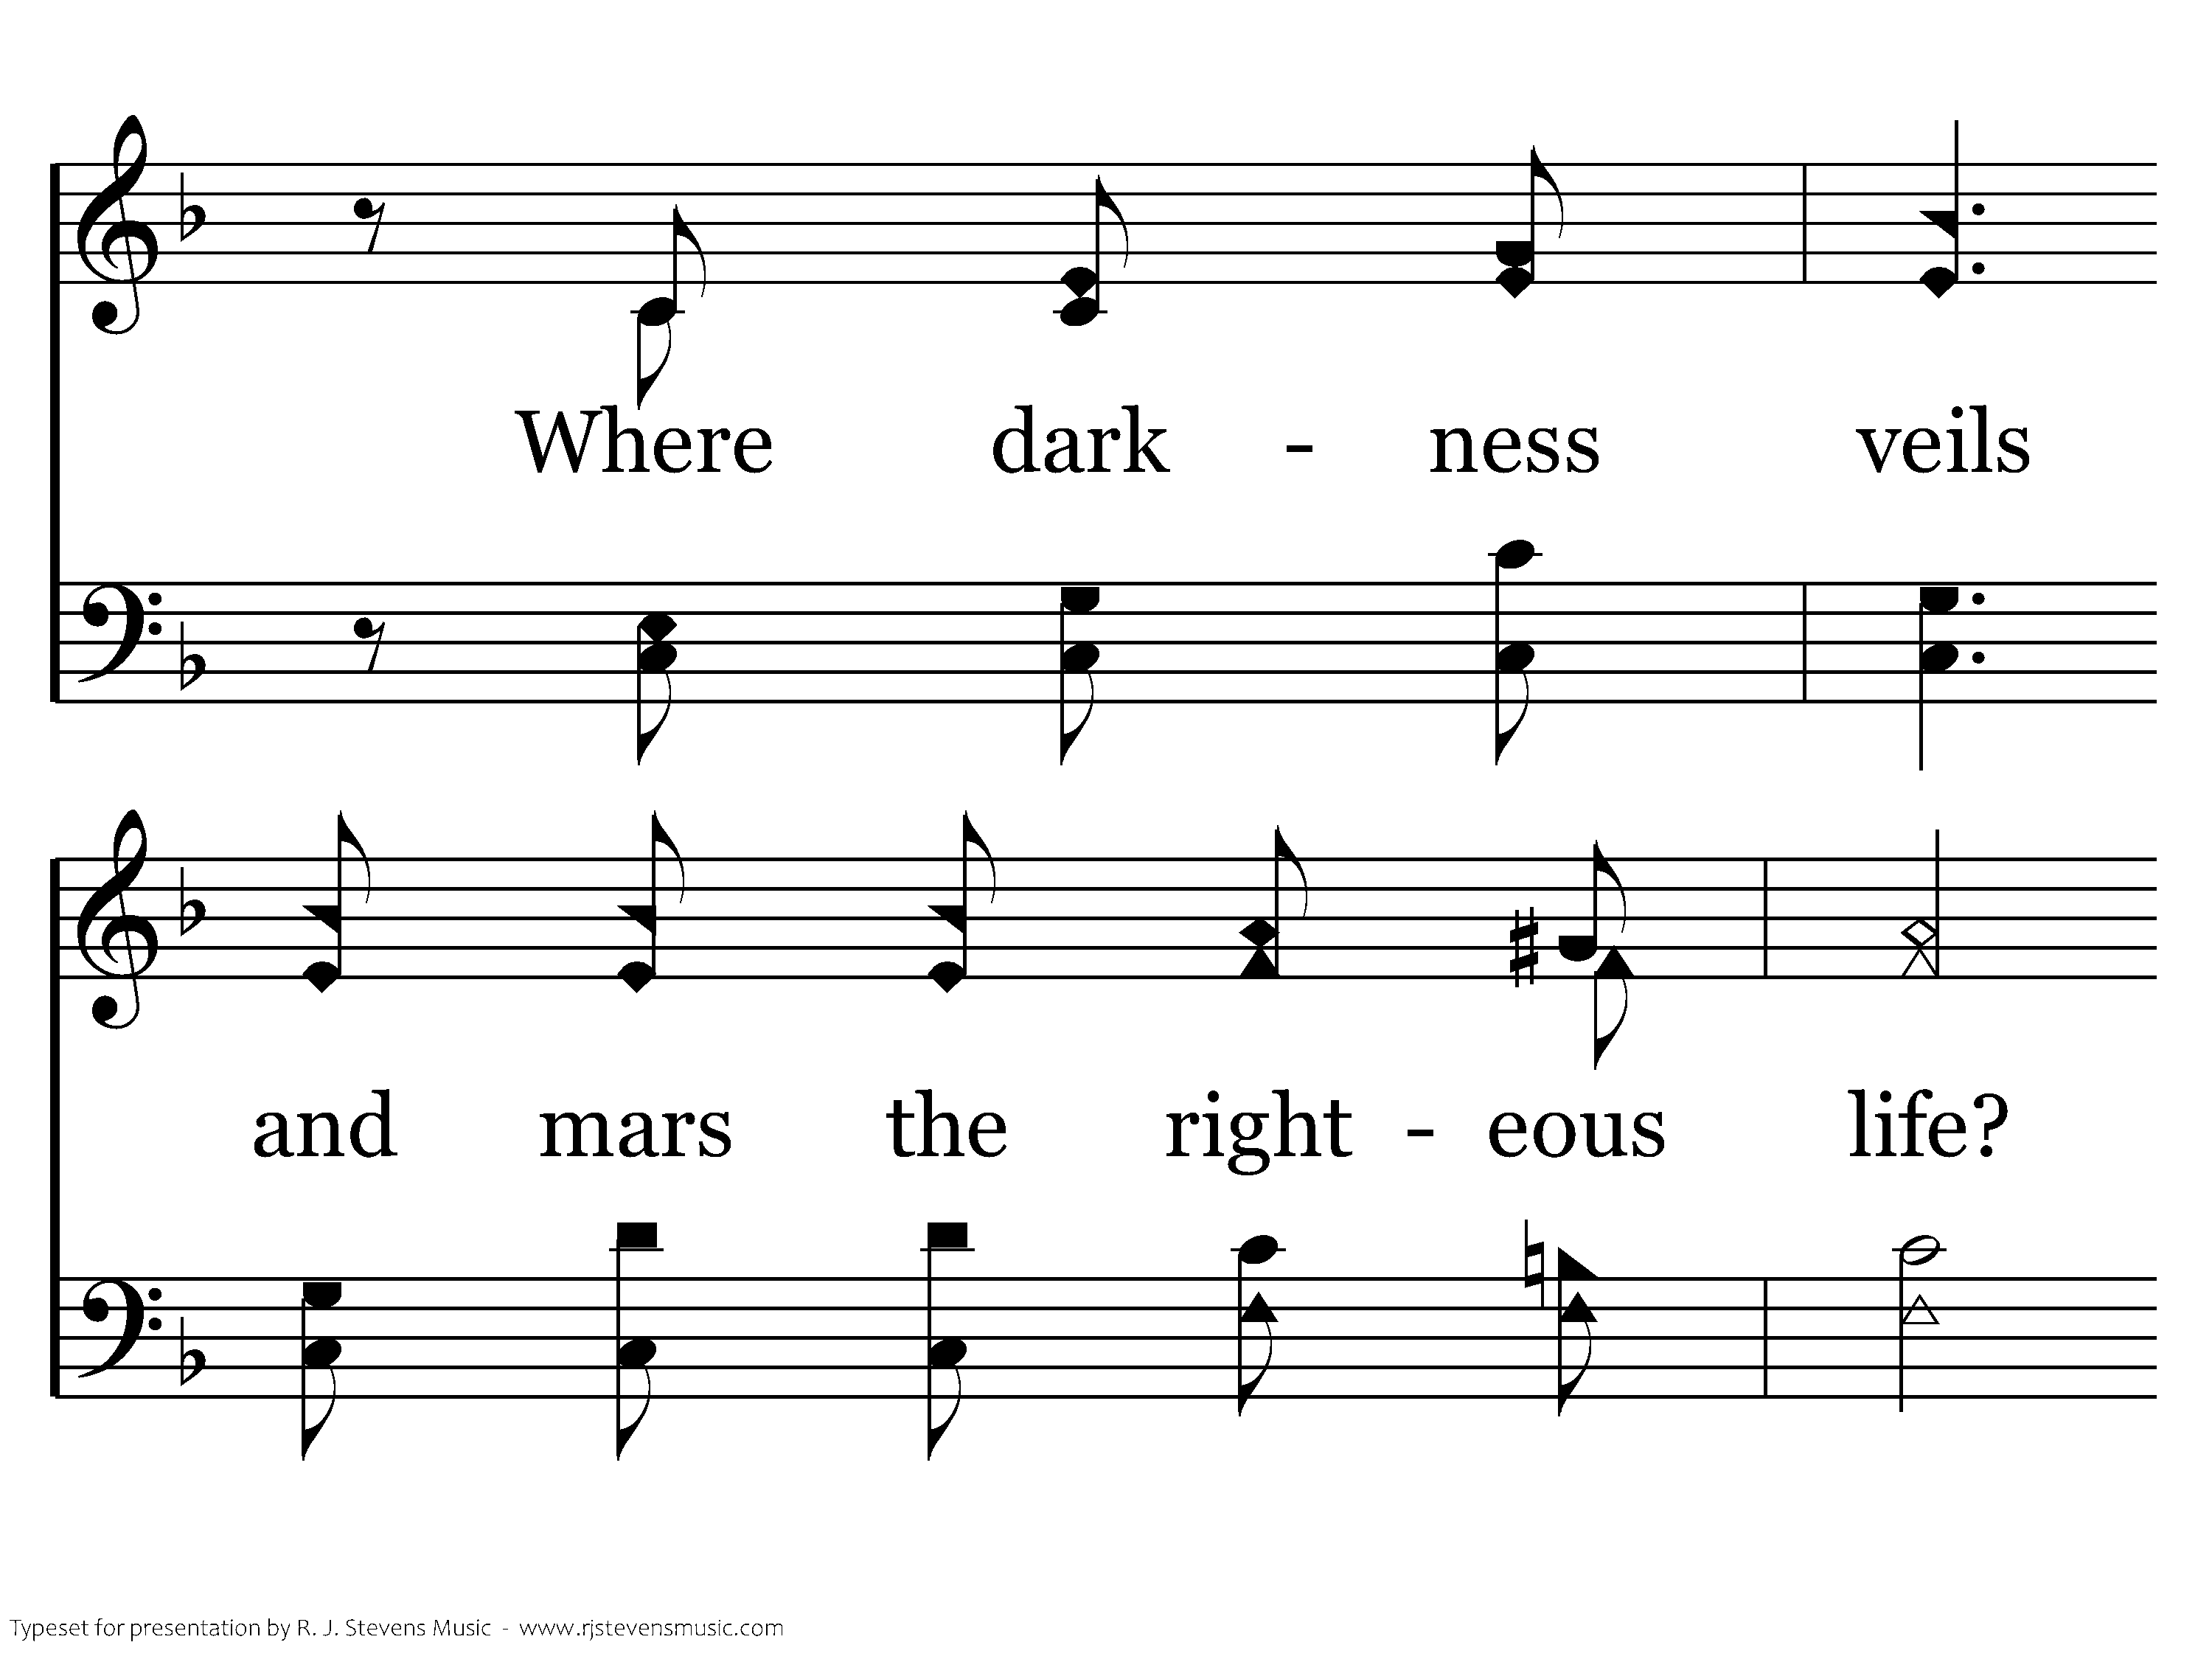 Where dark - ness veils
and mars the right - eous life?
Typeset for presentation by R. J. Stevens Music - www.rjstevensmusic.com